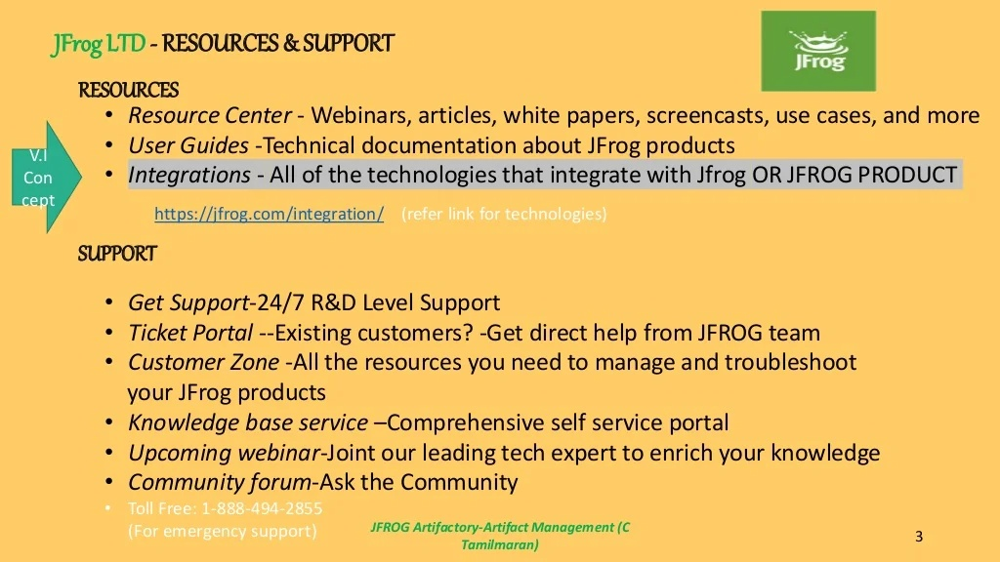 JFrog LTD - RESOURCES & SUPPORT
JFrog
RESOURCES
• Resource Center - Webinars, articles, white papers, screencasts, use cases, and more
• User Guides -Technical documentation about JFrog products
• Integrations - All of the technologies that integrate with Jfrog OR JFROG PRODUCT
V.I
Con
cept
https://jfrog.com/integration/ (refer link for technologies)
SUPPORT
• Get Support-24/7 R&D Level Support
• Ticket Portal --Existing customers? -Get direct help from JFROG team
• Customer Zone -All the resources you need to manage and troubleshoot
your JFrog products
• Knowledge base service –Comprehensive self service portal
• Upcoming webinar-Joint our leading tech expert to enrich your knowledge
• Community forum-Ask the Community
• Toll Free: 1-888-494-2855
(For emergency support)
JFROG Artifactory-Artifact Management (C
Tamilmaran)
3